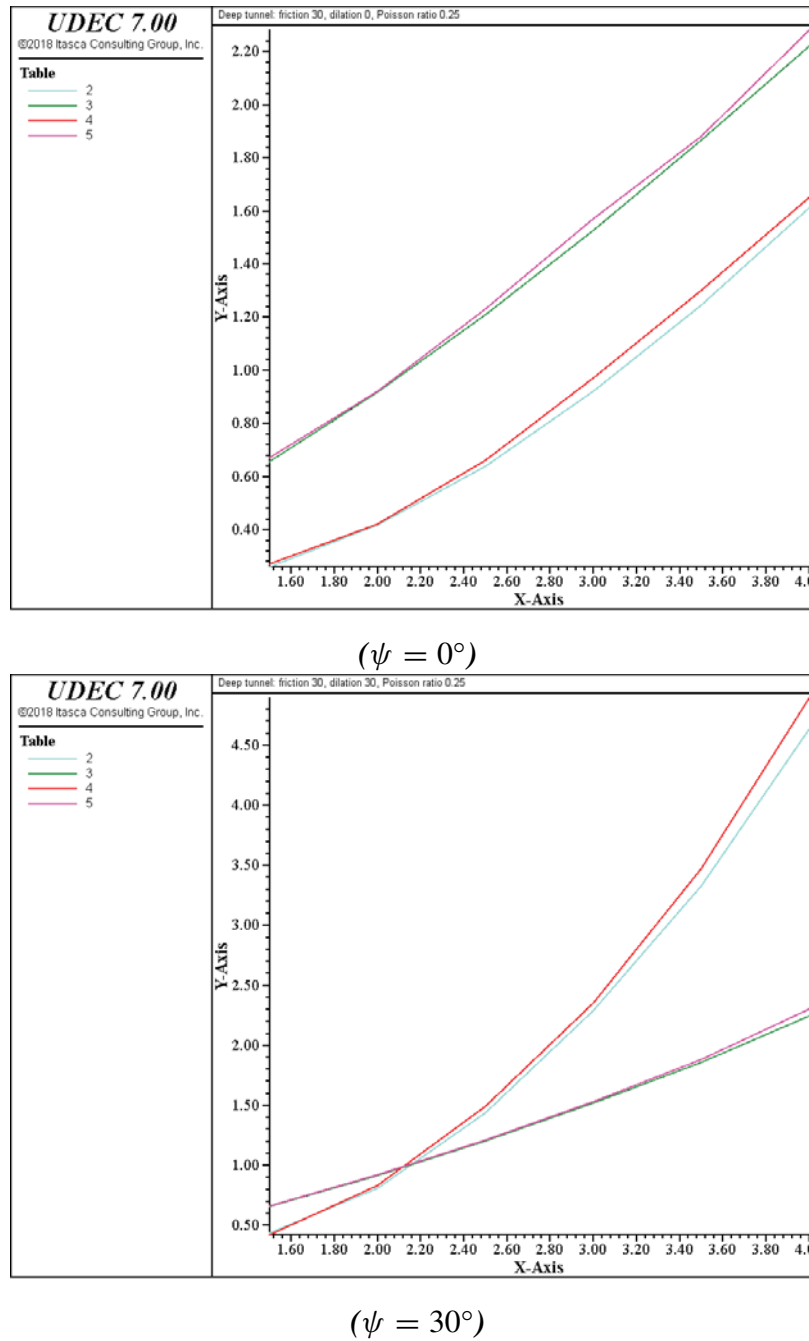 UDEC 7.00
©2018 Itasca Consulting Group, Inc.
Table
2
3
4
5
Deep tunnel: friction 30, dilation 0, Poisson ratio 0.25
2.20
2.00
1.80
1.60
1.40
1.20
1.00
0.80
0.60
0.40
Y-Axis
1.60 1.80 2.00 2.20 2.40 2.60 2.80 3.00 3.20 3.40 3.60 3.80 4.0
X-Axis
(ψ = 0°)
UDEC 7.00
©2018 Itasca Consulting Group, Inc.
Table
2
3
4
5
Deep tunnel: friction 30, dilation 30, Poisson ratio 0.25
4.50
4.00
3.50
3.00
2.50
2.00
1.50
1.00
0.50
Y-Axis
1.60 1.80 2.00 2.20 2.40 2.60 2.80 3.00 3.20 3.40 3.60 3.80 4.0
X-Axis
(ψ = 30°)